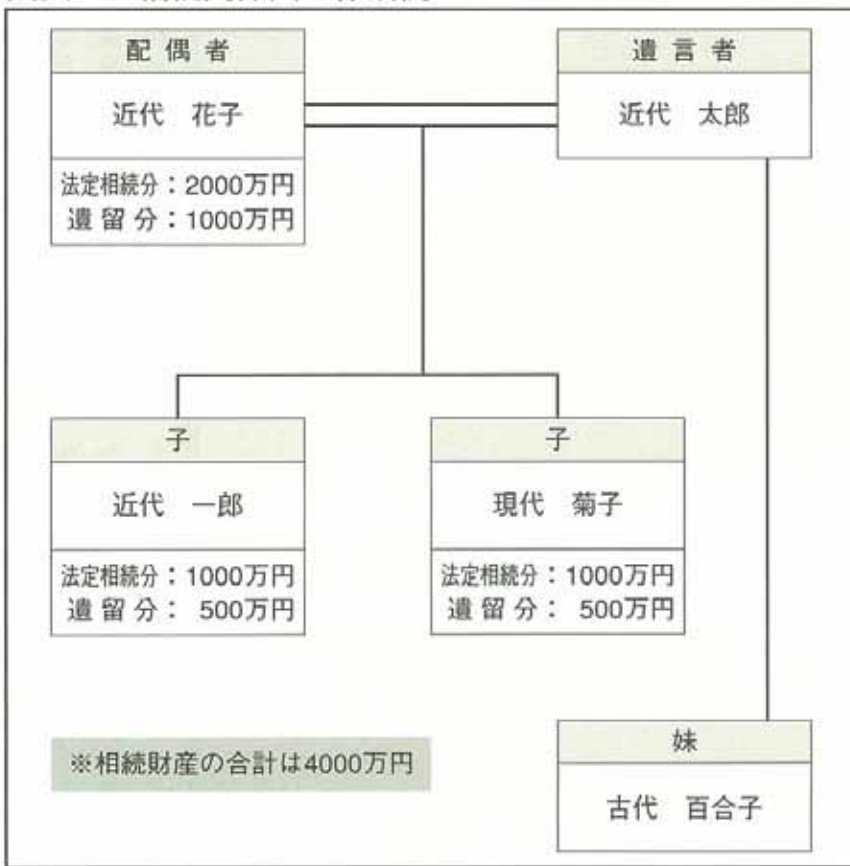 配偶者
近代 花子
法定相続分：2000万円
遺留分：1000万円
遺言者
近代 太郎
子
近代 一郎
法定相続分：1000万円
遺留分： 500万円
子
現代 菊子
法定相続分：1000万円
遺留分： 500万円
※相続財産の合計は4000万円
妹
古代 百合子